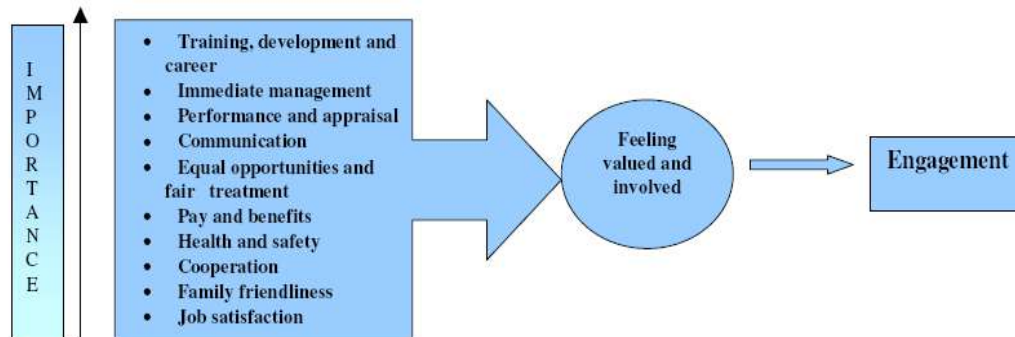 I
M
P
O
R
T
A
N
C
E
• Training, development and
career
• Immediate management
• Performance and appraisal
• Communication
• Equal opportunities and
fair treatment
• Pay and benefits
• Health and safety
• Cooperation
• Family friendliness
• Job satisfaction
Feeling
valued and
involved
Engagement